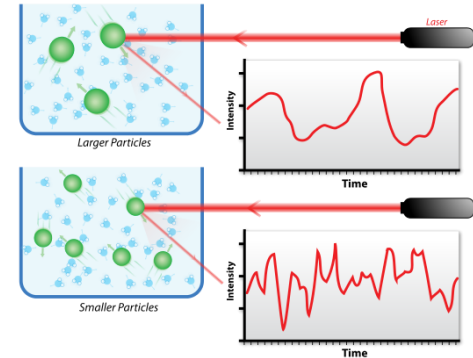 Laser
Intensity
Time
Larger Particles
Intensity
Time
Smaller Particles